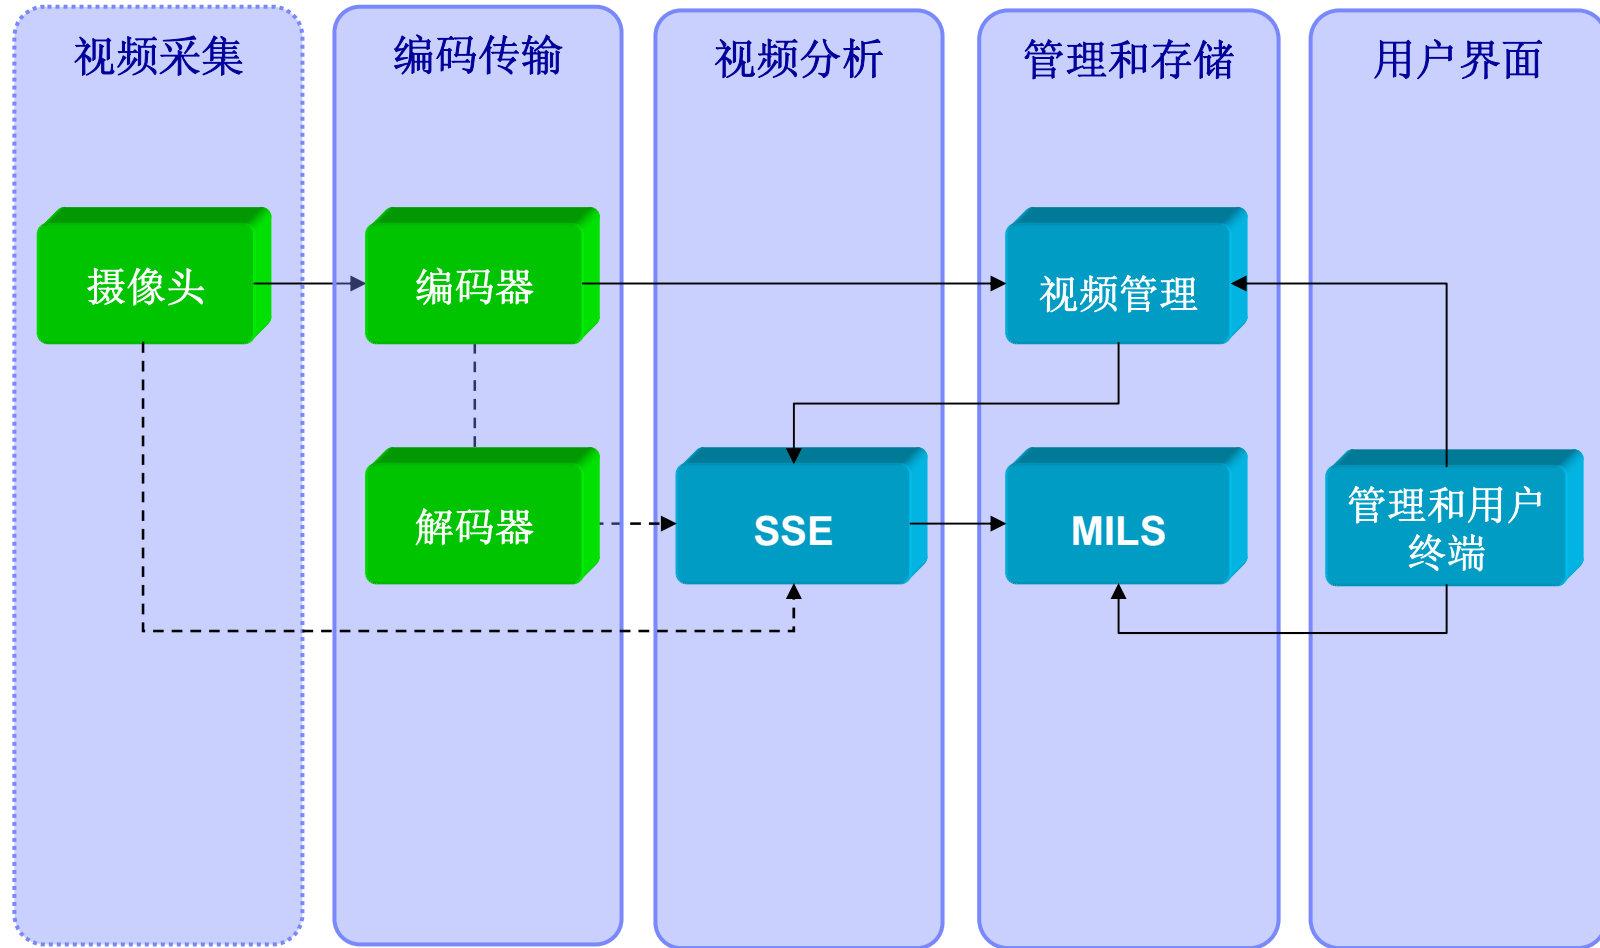 视频采集
编码传输
视频分析
管理和存储
用户界面
摄像头
编码器
视频管理
解码器
SSE
MILS
管理和用户
终端